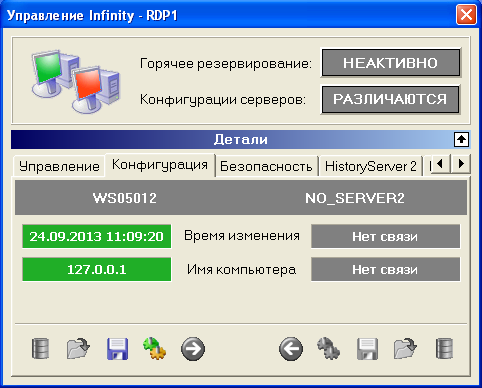 Управление Infinity - RDP1
Горячее резервирование: НЕАКТИВНО
Конфигурации серверов: РАЗЛИЧАЮТСЯ
Детали
Управление Конфигурация Безопасность HistoryServer 2
WS05012 NO_SERVER2
24.09.2013 11:09:20 Время изменения Нет связи
127.0.0.1 Имя компьютера Нет связи